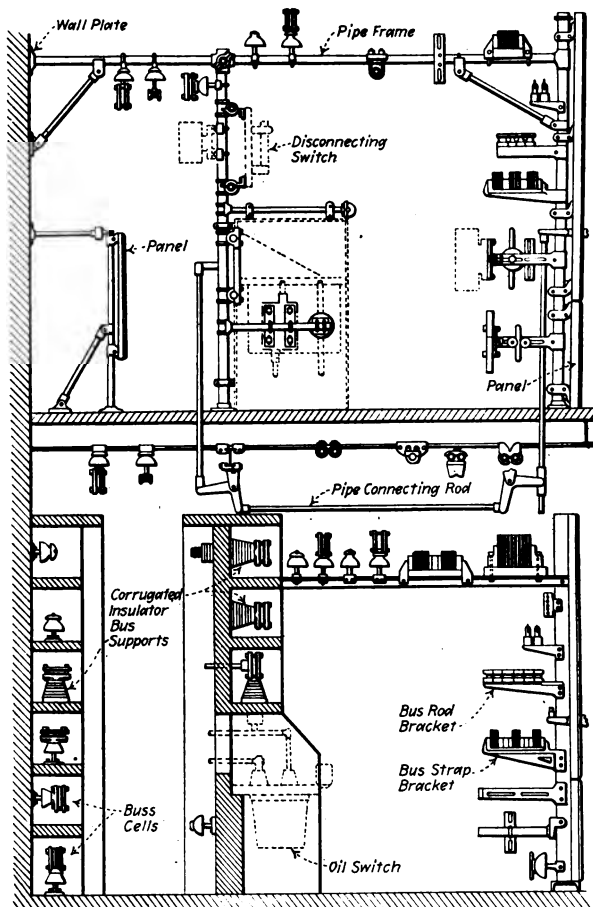 Wall Plate
Pipe Frame
Disconnecting
Switch
Panel
Panel
Pipe Connecting Rod
Corrugated
Insulator
Bus
Supports
Bus Rod
Bracket
Bus Strap
Bracket
Buss
Cells
Oil Switch